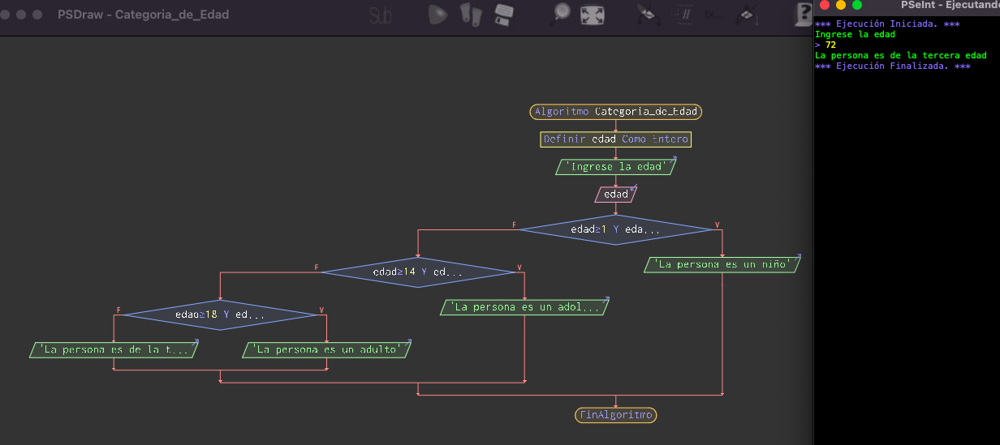 PSDraw - Categoria_de_Edad
Sub
PSeInt - Ejecutando
*** Ejecución Iniciada. ***
Ingrese la edad
> 72
La persona es de la tercera edad
*** Ejecución Finalizada. ***
Algoritmo Categoria_de_Edad
Definir edad Como Entero
'Ingrese la edad'
edad
F
edad≥1 Y eda...
V
'La persona es un niño'
F
edad≥14 Y ed...
V
'La persona es un adol...
F
edad≥18 Y ed...
V
'La persona es de la t...
'La persona es un adulto'
FinAlgoritmo